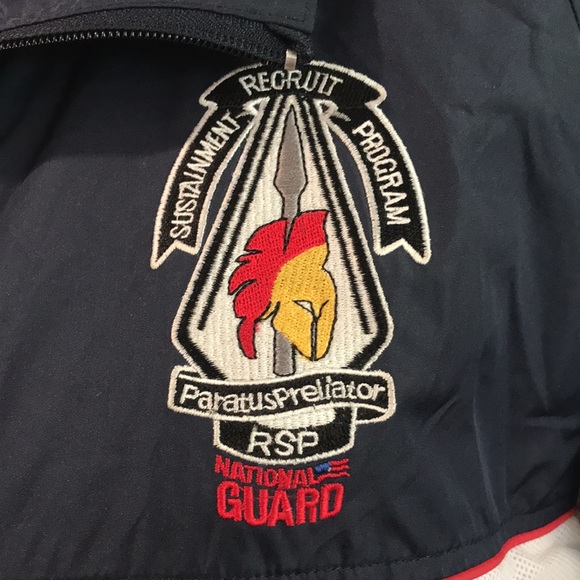 RECRUIT
SUSTAINMENT
PROGRAM
ParatusPreliator
RSP
NATIONAL
GUARD